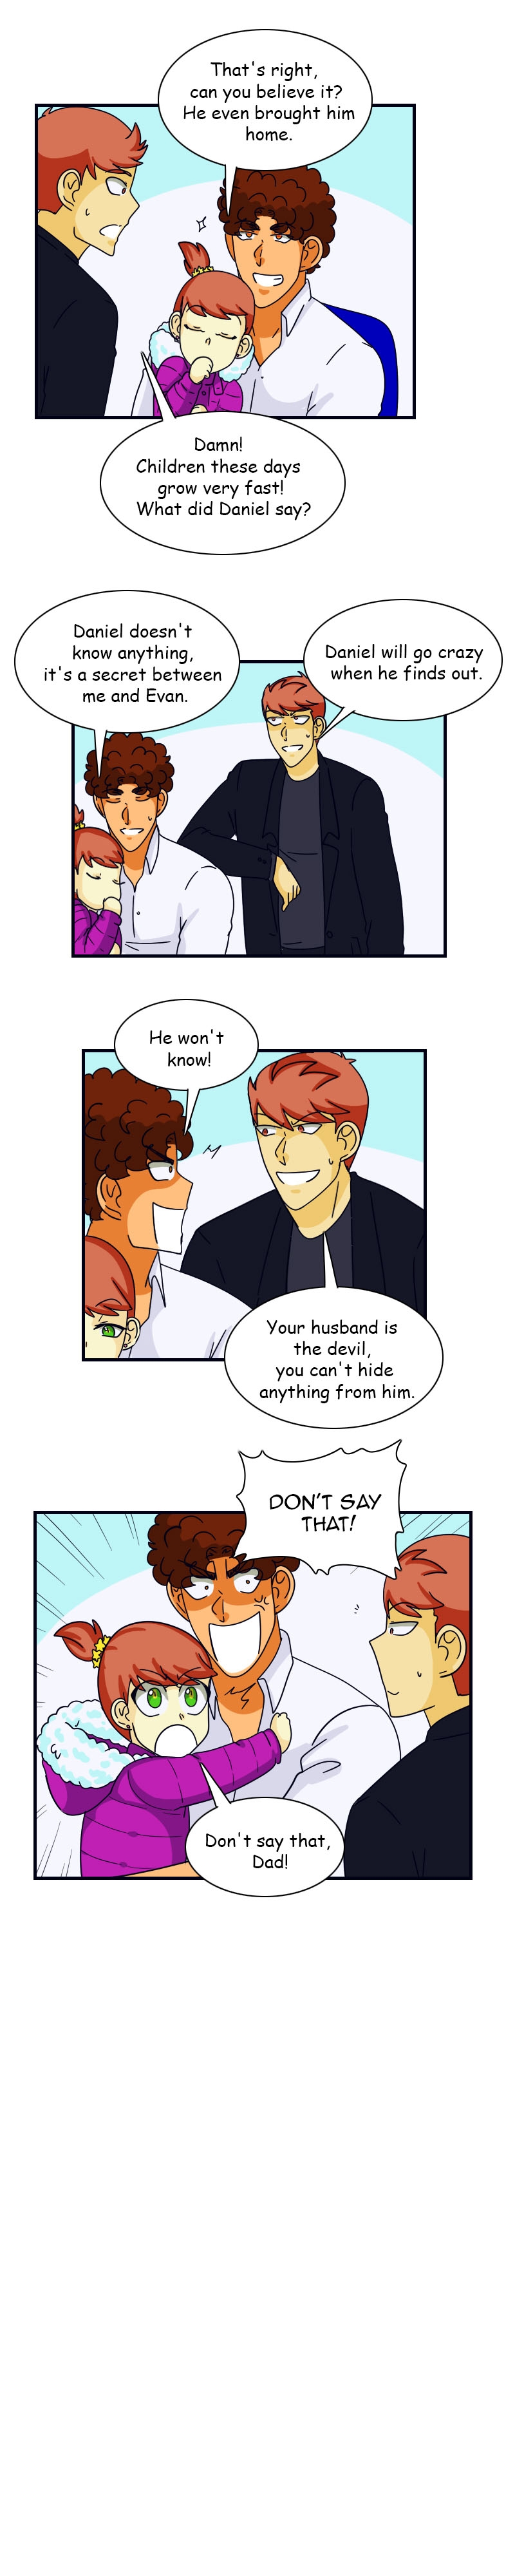 That's right,
can you believe it?
He even brought him
home.
Damn!
Children these days
grow very fast!
What did Daniel say?
Daniel doesn't
know anything,
it's a secret between
me and Evan.
Daniel will go crazy
when he finds out.
He won't
know!
Your husband is
the devil,
you can't hide
anything from him.
DON'T SAY
THAT!
Don't say that,
Dad!